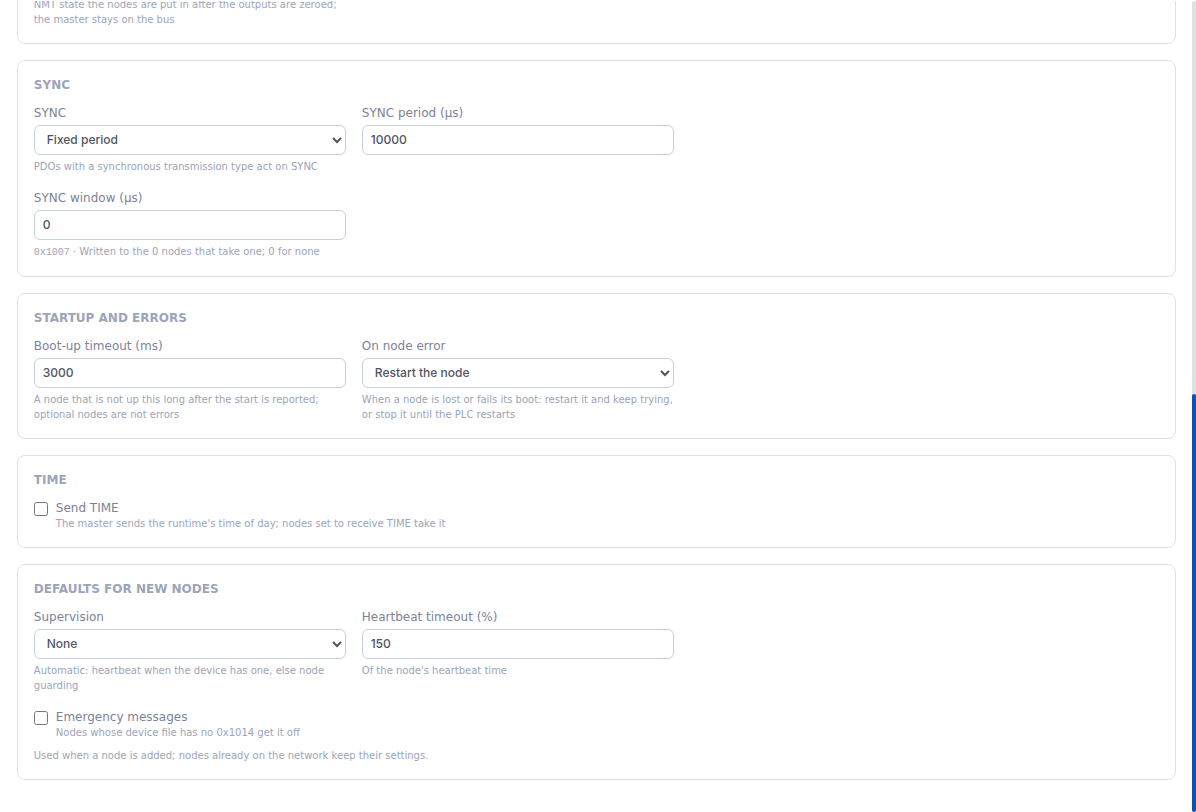 NMT state the nodes are put in after the outputs are zeroed;
the master stays on the bus
SYNC
SYNC
SYNC period (µs)
Fixed period
10000
PDOs with a synchronous transmission type act on SYNC
SYNC window (µs)
0
0x1007 · Written to the 0 nodes that take one; 0 for none
STARTUP AND ERRORS
Boot-up timeout (ms)
On node error
3000
Restart the node
A node that is not up this long after the start is reported;
optional nodes are not errors
When a node is lost or fails its boot: restart it and keep trying,
or stop it until the PLC restarts
TIME
Send TIME
The master sends the runtime's time of day; nodes set to receive TIME take it
DEFAULTS FOR NEW NODES
Supervision
Heartbeat timeout (%)
None
150
Automatic: heartbeat when the device has one, else node
guarding
Of the node's heartbeat time
Emergency messages
Nodes whose device file has no 0x1014 get it off
Used when a node is added; nodes already on the network keep their settings.